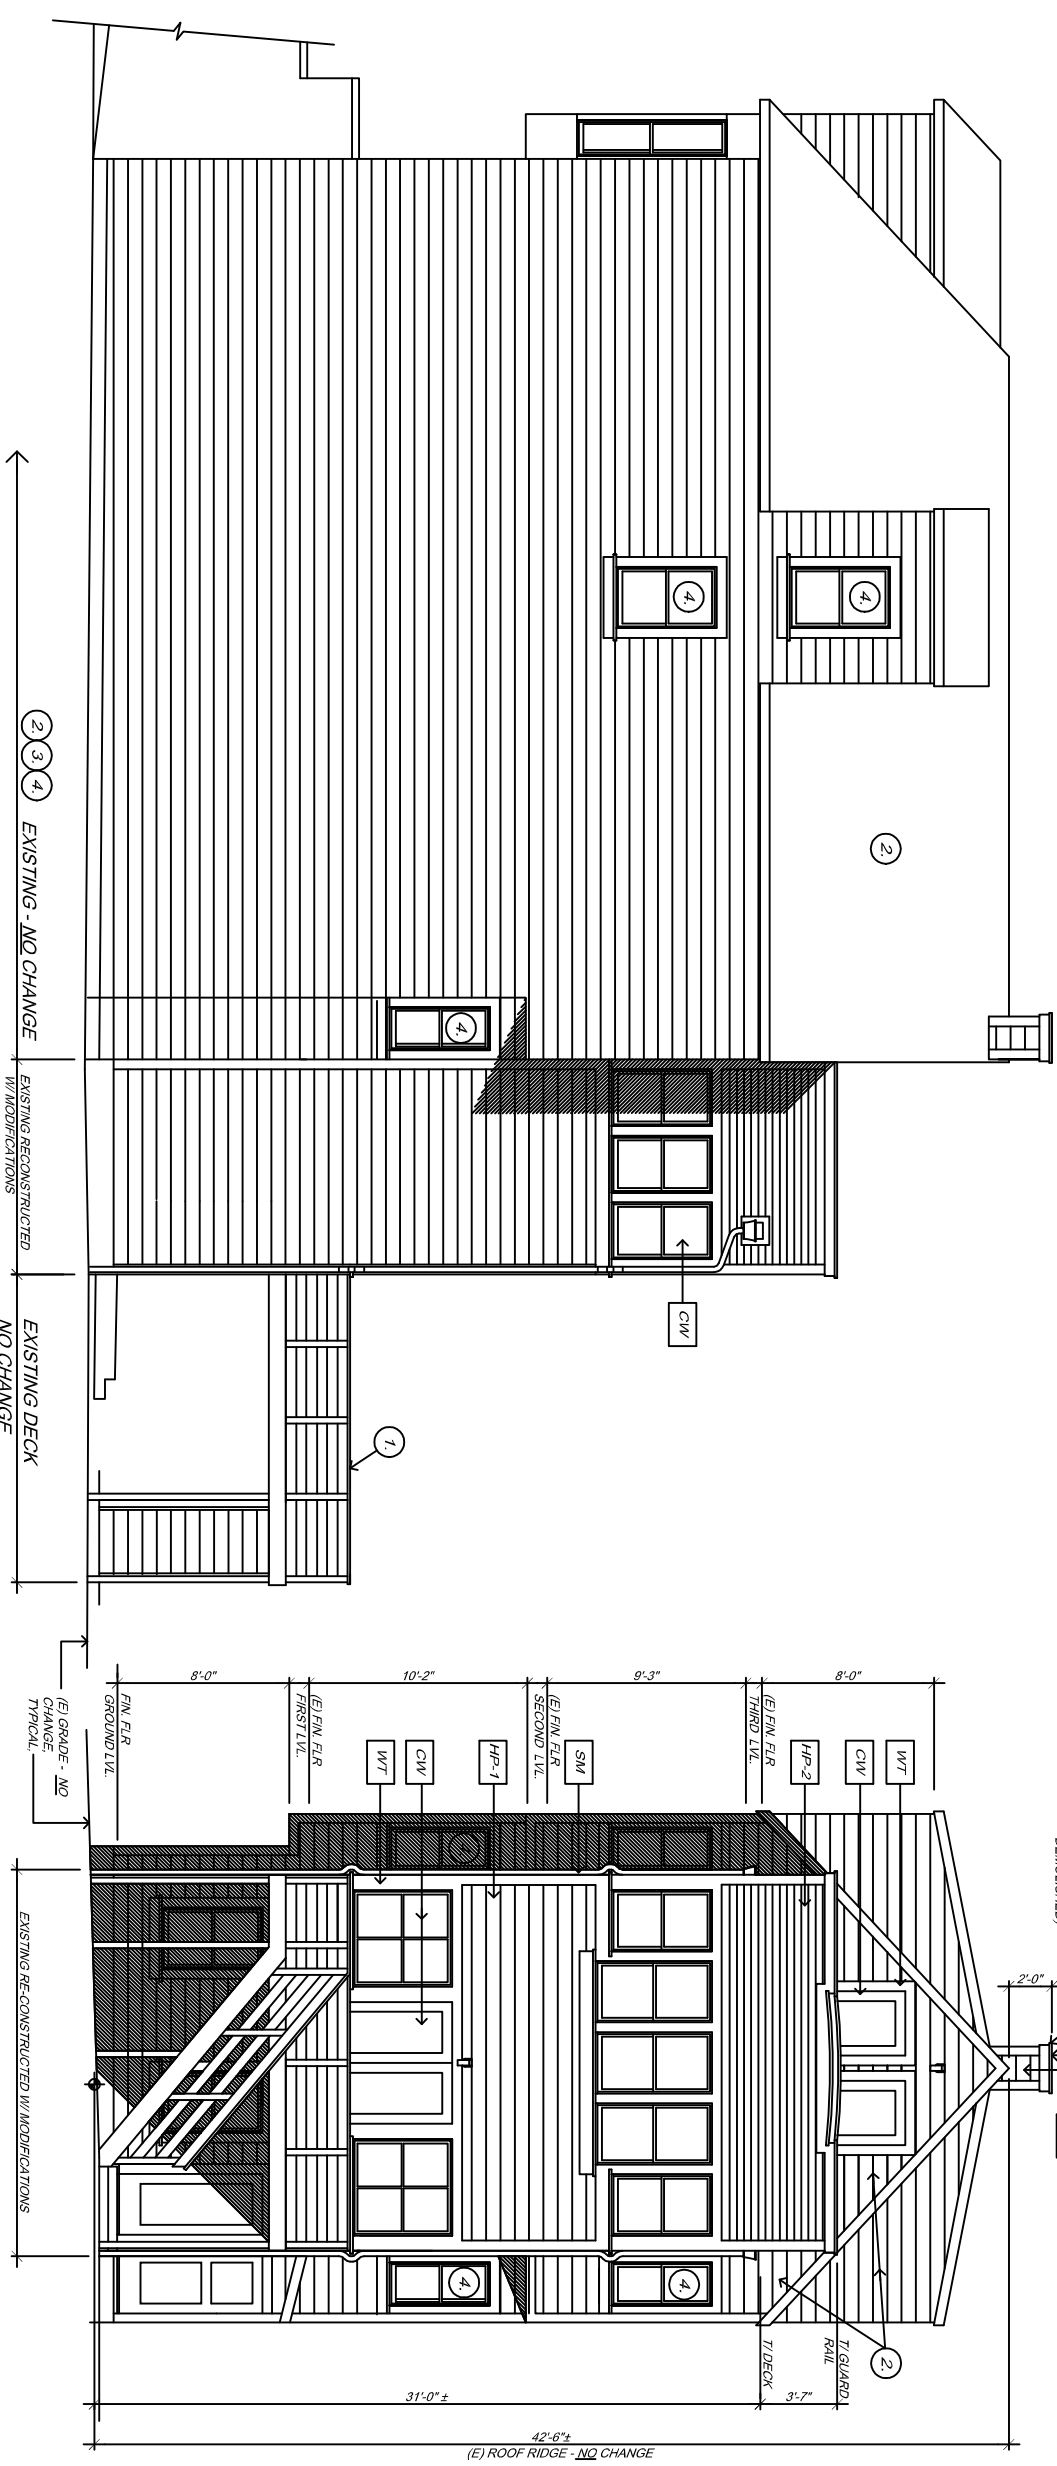 4.
4.
2.
4.
CW
1.
2. 3. 4. EXISTING - NO CHANGE
EXISTING RECONSTRUCTED
W/ MODIFICATIONS
EXISTING DECK
NO CHANGE
(E) GRADE - NO
CHANGE,
TYPICAL.
8'-0"
10'-2"
9'-3"
8'-0"
FIN. FLR
GROUND LVL.
(E) FIN. FLR
FIRST LVL.
(E) FIN. FLR
SECOND LVL.
(E) FIN. FLR
THIRD LVL.
WT
CW
HP-1
SM
HP-2
CW
WT
4.
4.
4.
2.
2'-0"
EXISTING RE-CONSTRUCTED W/ MODIFICATIONS
T/ DECK
T/ GUARD
RAIL
31'-0" ±
3'-7"
42'-6"±
(E) ROOF RIDGE - NO CHANGE